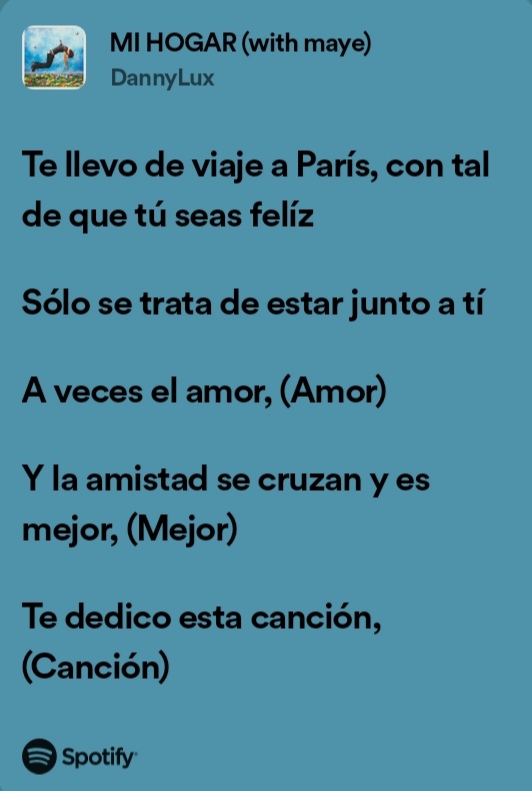 MI HOGAR (with maye)
DannyLux
Te llevo de viaje a París, con tal
de que tú seas felíz
Sólo se trata de estar junto a tí
A veces el amor, (Amor)
Y la amistad se cruzan y es
mejor, (Mejor)
Te dedico esta canción,
(Canción)
Spotify